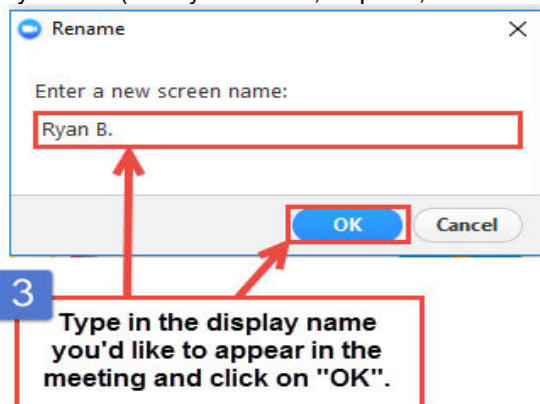 Rename
Enter a new screen name:
Ryan B.
OK Cancel
3
Type in the display name
you'd like to appear in the
meeting and click on "OK".